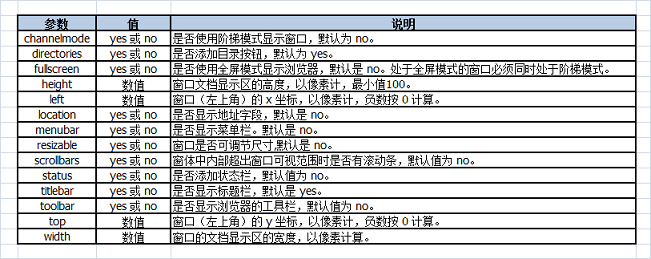 参数 值 说明
channelmode yes 或 no 是否使用阶梯模式显示窗口，默认为 no。
directories yes 或 no 是否添加目录按钮，默认为 yes。
fullscreen yes 或 no 是否使用全屏模式显示浏览器，默认是 no。处于全屏模式的窗口必须同时处于阶梯模式。
height 数值 窗口文档显示区的高度，以像素计，最小值100。
left 数值 窗口（左上角）的 x 坐标，以像素计，负数按 0 计算。
location yes 或 no 是否显示地址字段，默认是 no。
menubar yes 或 no 是否显示菜单栏。默认是 no。
resizable yes 或 no 窗口是否可调节尺寸,默认是 no。
scrollbars yes 或 no 窗体中内部超出窗口可视范围时是否有滚动条，默认值为 no。
status yes 或 no 是否添加状态栏，默认值为 no。
titlebar yes 或 no 是否显示标题栏，默认是 yes。
toolbar yes 或 no 是否显示浏览器的工具栏，默认值为 no。
top 数值 窗口（左上角）的 y 坐标，以像素计，负数按 0 计算。
width 数值 窗口的文档显示区的宽度，以像素计算。